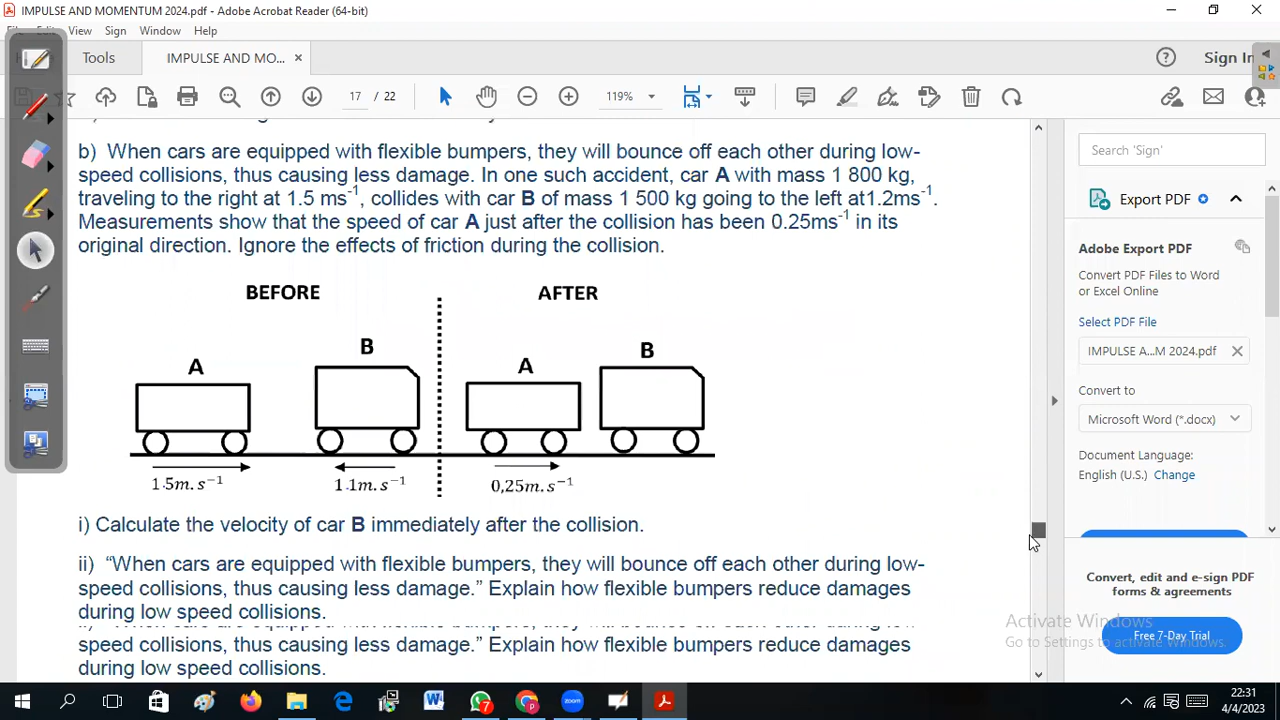 IMPULSE AND MOMENTUM 2024.pdf - Adobe Acrobat Reader (64-bit)
View Sign Window Help
Tools IMPULSE AND MO... × Sign In
17 / 22 119%
b) When cars are equipped with flexible bumpers, they will bounce off each other during low-
speed collisions, thus causing less damage. In one such accident, car A with mass 1 800 kg,
traveling to the right at 1.5 ms⁻¹, collides with car B of mass 1 500 kg going to the left at1.2ms⁻¹.
Measurements show that the speed of car A just after the collision has been 0.25ms⁻¹ in its
original direction. Ignore the effects of friction during the collision.
BEFORE AFTER
A B A B
1.5m.s⁻¹ 1.1m.s⁻¹ 0,25m.s⁻¹
i) Calculate the velocity of car B immediately after the collision.
ii) “When cars are equipped with flexible bumpers, they will bounce off each other during low-
speed collisions, thus causing less damage.” Explain how flexible bumpers reduce damages
during low speed collisions.
speed collisions, thus causing less damage.” Explain how flexible bumpers reduce damages
during low speed collisions.
Search 'Sign'
Export PDF
Adobe Export PDF
Convert PDF Files to Word
or Excel Online
Select PDF File
IMPULSE A...M 2024.pdf
Convert to
Microsoft Word (*.docx)
Document Language:
English (U.S.) Change
Convert, edit and e-sign PDF
forms & agreements
Free 7-Day Trial
Activate Windows
Go to Settings to activate Windows.
7
22:31
4/4/2023